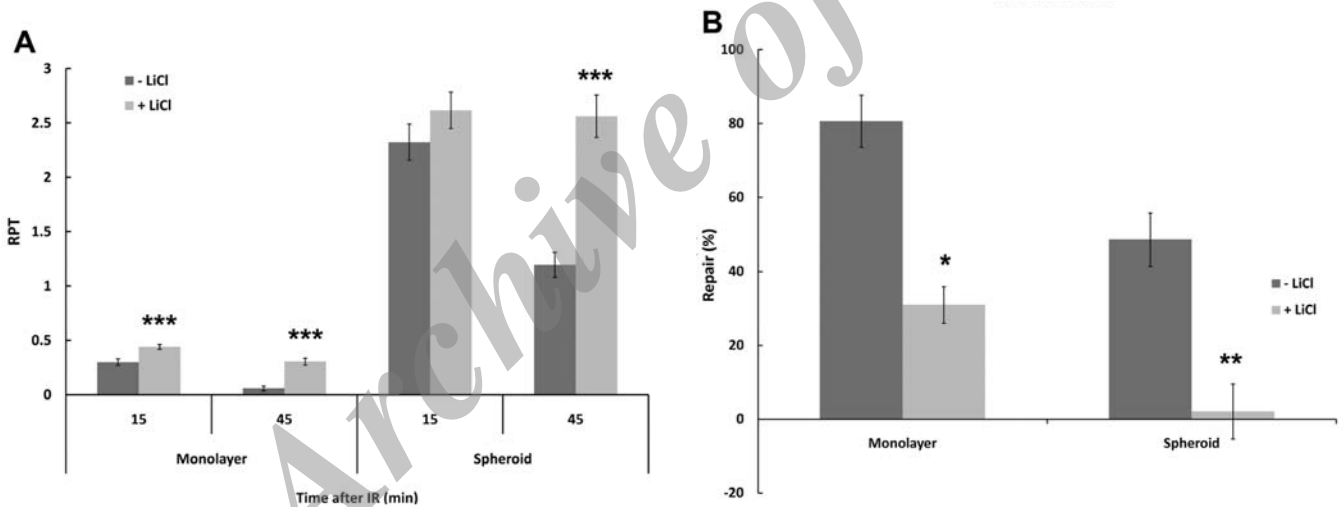 A
3
2.5
2
1.5
1
0.5
0
RPT
- LiCl
+ LiCl
***
***
***
15
45
15
45
Monolayer
Spheroid
Time after IR (min)
B
100
80
60
40
20
0
-20
Repair (%)
*
**
- LiCl
+ LiCl
Monolayer
Spheroid
Archive of